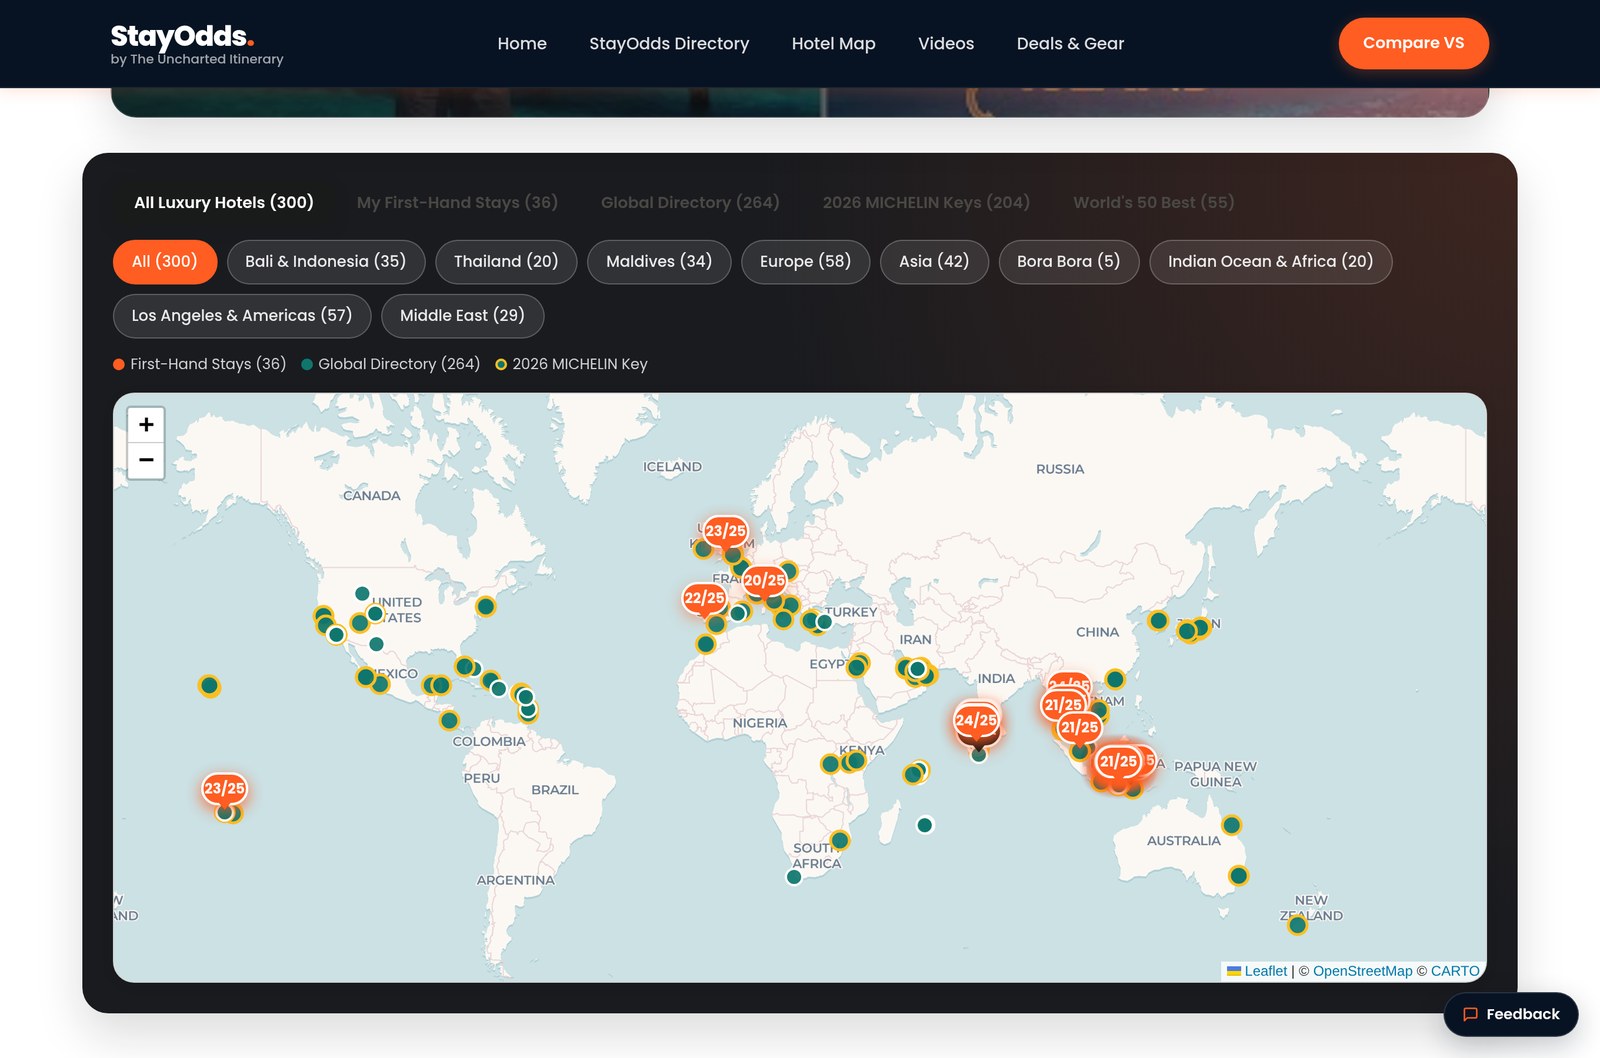 StayOdds.
by The Uncharted Itinerary
Home
StayOdds Directory
Hotel Map
Videos
Deals & Gear
Compare VS
All Luxury Hotels (300)
My First-Hand Stays (36)
Global Directory (264)
2026 MICHELIN Keys (204)
World's 50 Best (55)
All (300)
Bali & Indonesia (35)
Thailand (20)
Maldives (34)
Europe (58)
Asia (42)
Bora Bora (5)
Indian Ocean & Africa (20)
Los Angeles & Americas (57)
Middle East (29)
First-Hand Stays (36)
Global Directory (264)
2026 MICHELIN Key
+
−
ICELAND
RUSSIA
CANADA
23/25
20/25
22/25
UNITED
TURKEY
CHINA
IRAN
EGYPT
INDIA
24/25
21/25
21/25
NIGERIA
COLOMBIA
KENYA
21/25
PAPUA NEW
GUINEA
PERU
BRAZIL
23/25
AUSTRALIA
SOUTH
AFRICA
ARGENTINA
NEW
ZEALAND
Leaflet | © OpenStreetMap © CARTO
Feedback